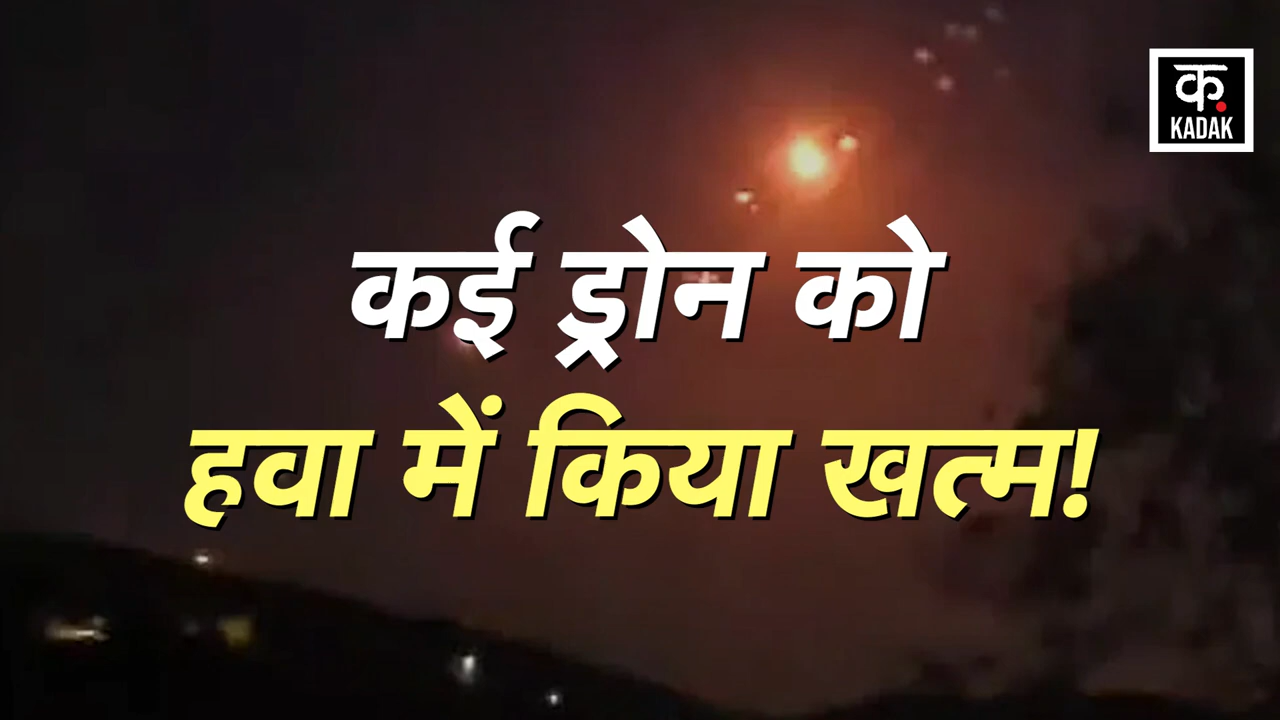 क
KADAK
कई ड्रोन को
हवा में किया खत्म!